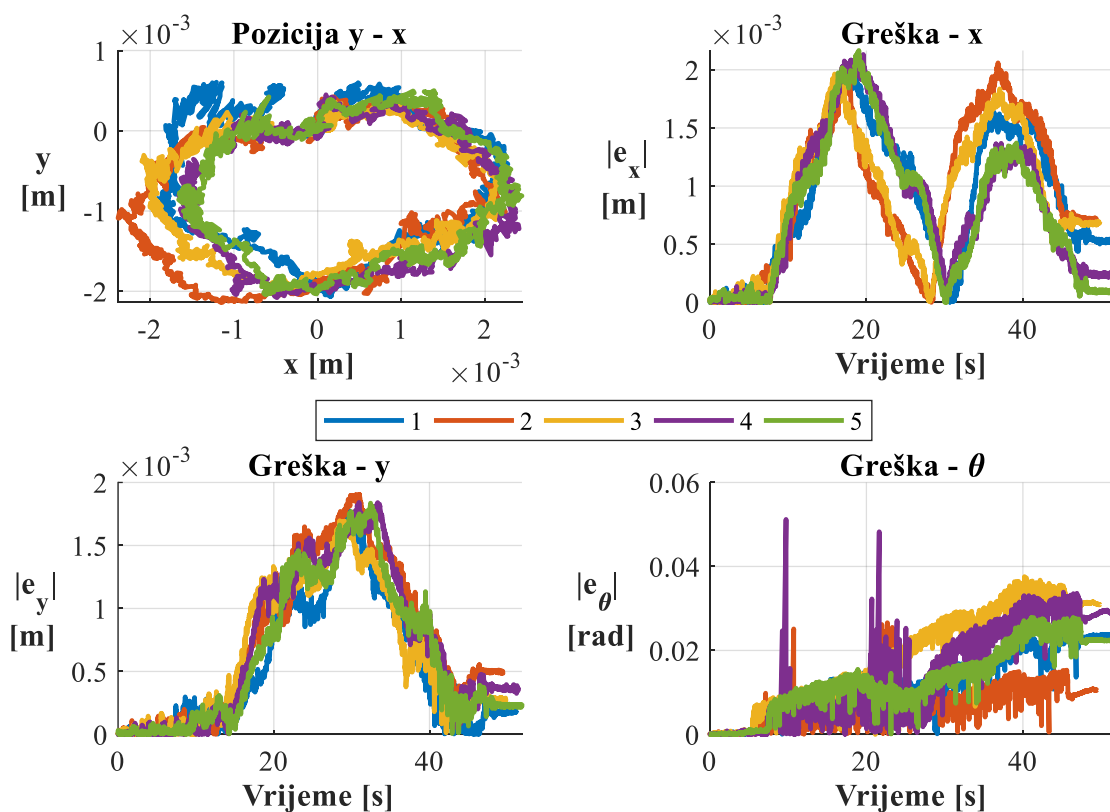 ×10⁻³
Pozicija y - x
1
0
-1
-2
y
[m]
-2
-1
0
1
2
x [m]
×10⁻³
×10⁻³
Greška - x
2
1.5
1
0.5
0
|e_x|
[m]
0
20
40
Vrijeme [s]
1 2 3 4 5
×10⁻³
Greška - y
2
1.5
1
0.5
0
|e_y|
[m]
0
20
40
Vrijeme [s]
Greška - θ
0.06
0.04
0.02
0
|e_θ|
[rad]
0
20
40
Vrijeme [s]